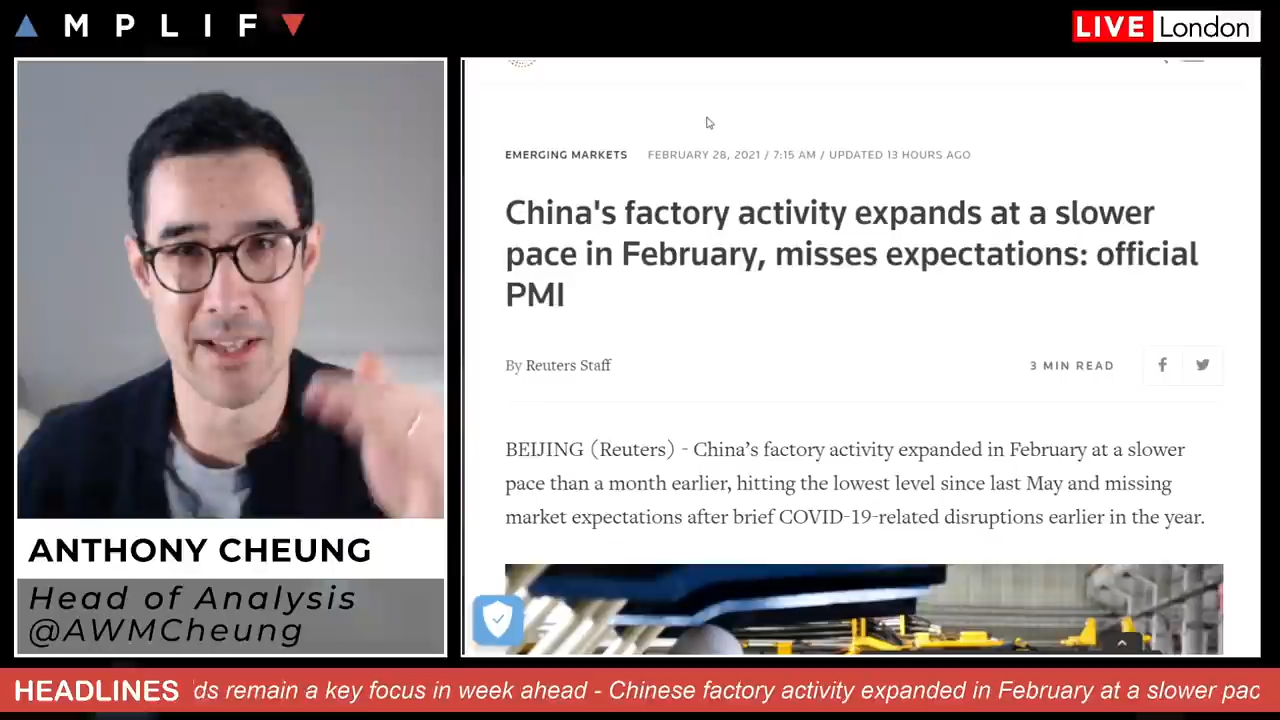 ▲ M P L I F ▼
LIVE London
EMERGING MARKETS FEBRUARY 28, 2021 / 7:15 AM / UPDATED 13 HOURS AGO
China's factory activity expands at a slower
pace in February, misses expectations: official
PMI
By Reuters Staff
3 MIN READ
BEIJING (Reuters) - China’s factory activity expanded in February at a slower
pace than a month earlier, hitting the lowest level since last May and missing
market expectations after brief COVID-19-related disruptions earlier in the year.
ANTHONY CHEUNG
Head of Analysis
@AWMCheung
HEADLINES ds remain a key focus in week ahead - Chinese factory activity expanded in February at a slower pac